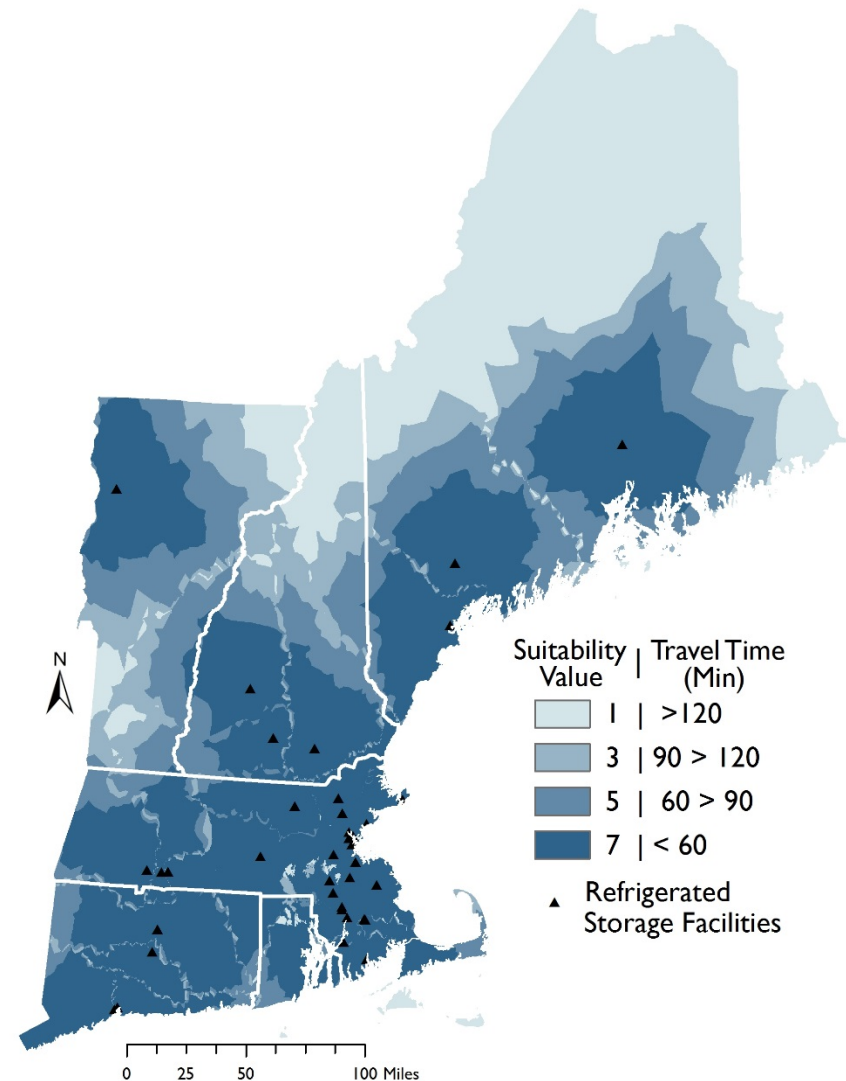 N
Suitability | Travel Time
Value (Min)
1 | >120
3 | 90 > 120
5 | 60 > 90
7 | < 60
Refrigerated
Storage Facilities
0 25 50 100 Miles